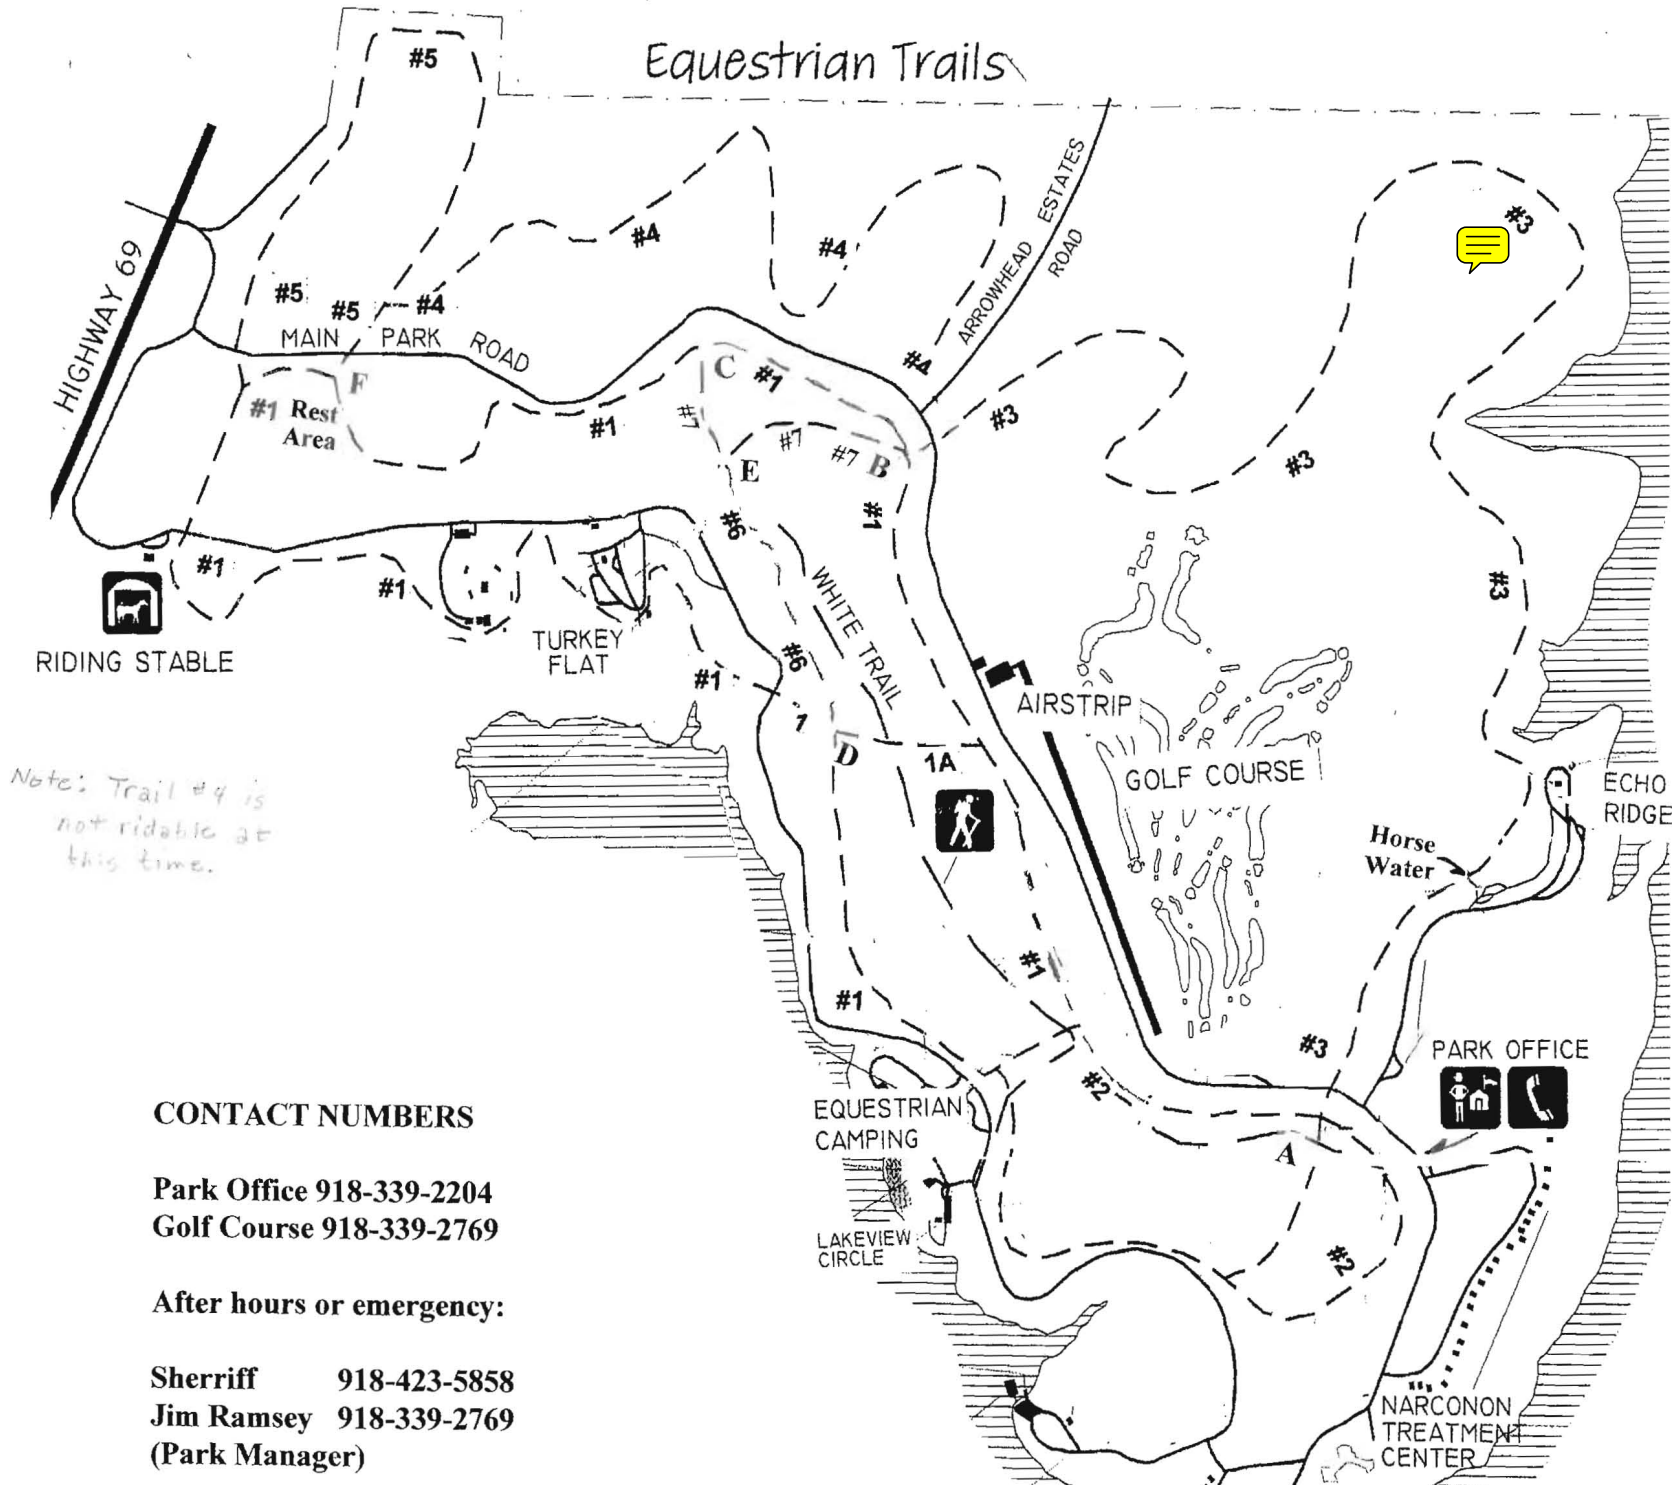 Equestrian Trails
#5
HIGHWAY 69
#5
#5
#4
#4
#4
#4
ARROWHEAD ESTATES
ROAD
#3
MAIN PARK ROAD
F
#1
Rest
Area
#1
C
#1
#7
#7
#7
E
B
#1
#3
#3
#3
#6
#1
#1
RIDING STABLE
TURKEY
FLAT
WHITE TRAIL
#6
#1
1
D
1A
AIRSTRIP
GOLF COURSE
ECHO
RIDGE
Horse
Water
Note: Trail #4 is
not ridable at
this time.
#1
#1
#2
#3
PARK OFFICE
EQUESTRIAN
CAMPING
A
LAKEVIEW
CIRCLE
#2
NARCONON
TREATMENT
CENTER
CONTACT NUMBERS
Park Office 918-339-2204
Golf Course 918-339-2769
After hours or emergency:
Sherriff 918-423-5858
Jim Ramsey 918-339-2769
(Park Manager)